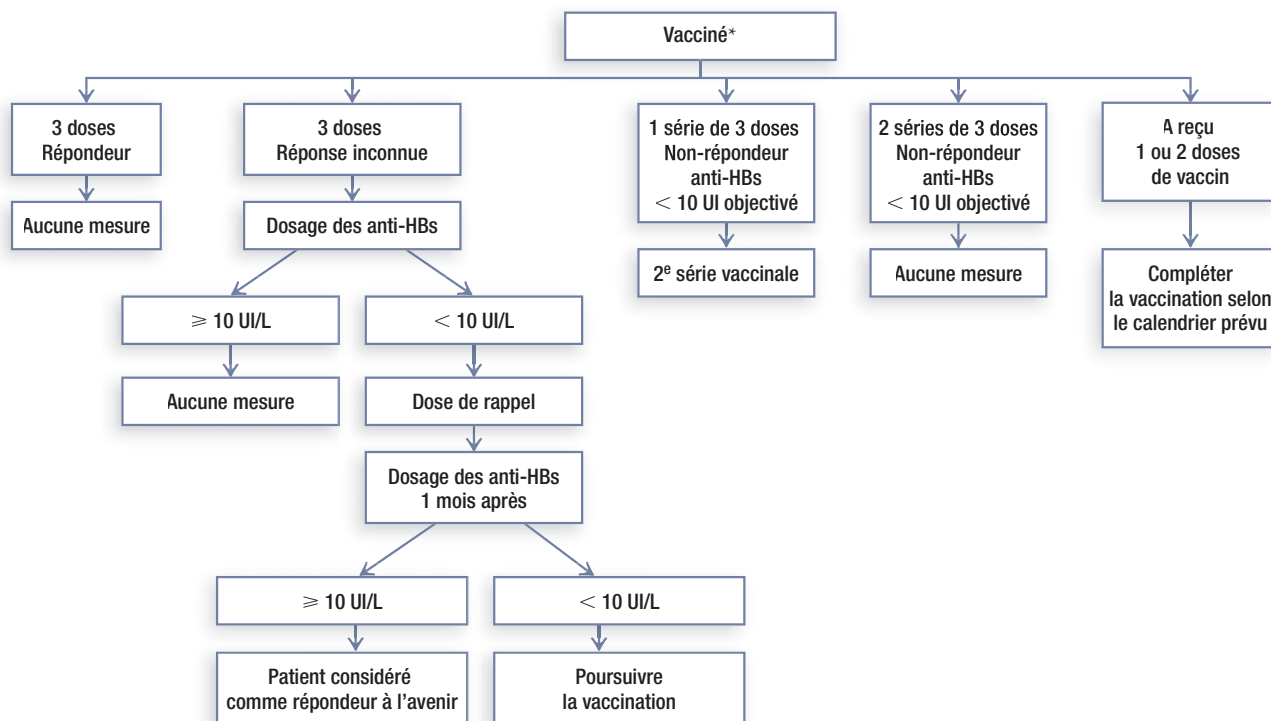 Vacciné*
3 doses
Répondeur
3 doses
Réponse inconnue
1 série de 3 doses
Non-répondeur
anti-HBs
< 10 UI objectivé
2 séries de 3 doses
Non-répondeur
anti-HBs
< 10 UI objectivé
A reçu
1 ou 2 doses
de vaccin
Aucune mesure
Dosage des anti-HBs
2e série vaccinale
Aucune mesure
Compléter
la vaccination selon
le calendrier prévu
⩾ 10 UI/L
< 10 UI/L
Aucune mesure
Dose de rappel
Dosage des anti-HBs
1 mois après
⩾ 10 UI/L
< 10 UI/L
Patient considéré
comme répondeur à l’avenir
Poursuivre
la vaccination